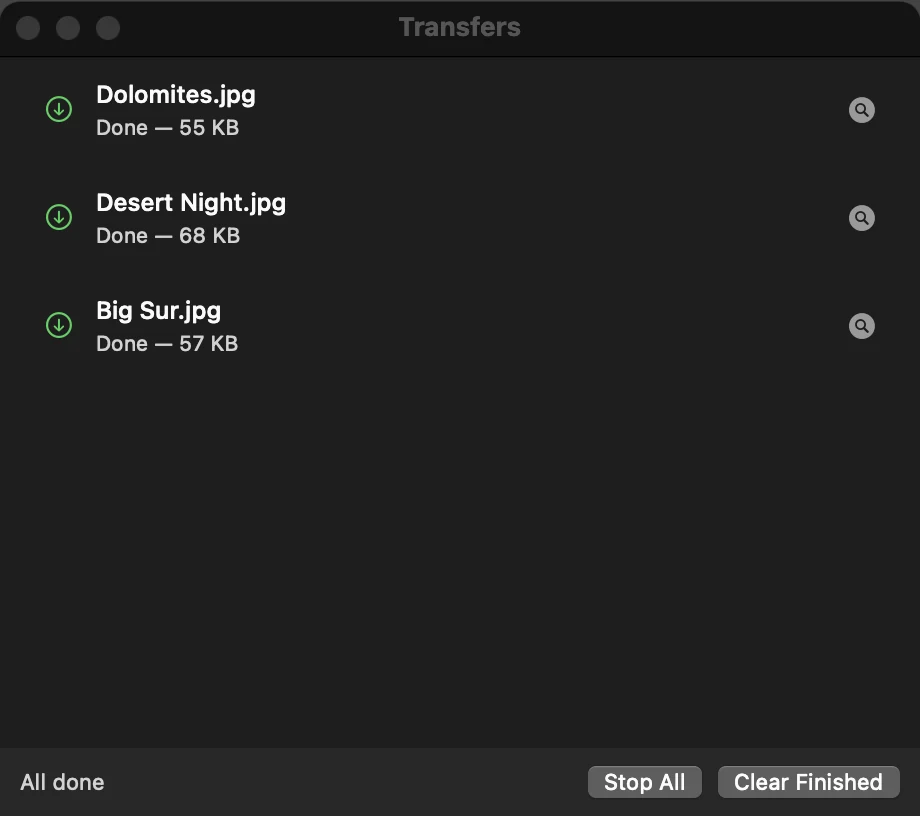 Transfers
Dolomites.jpg
Done — 55 KB
Desert Night.jpg
Done — 68 KB
Big Sur.jpg
Done — 57 KB
All done
Stop All
Clear Finished